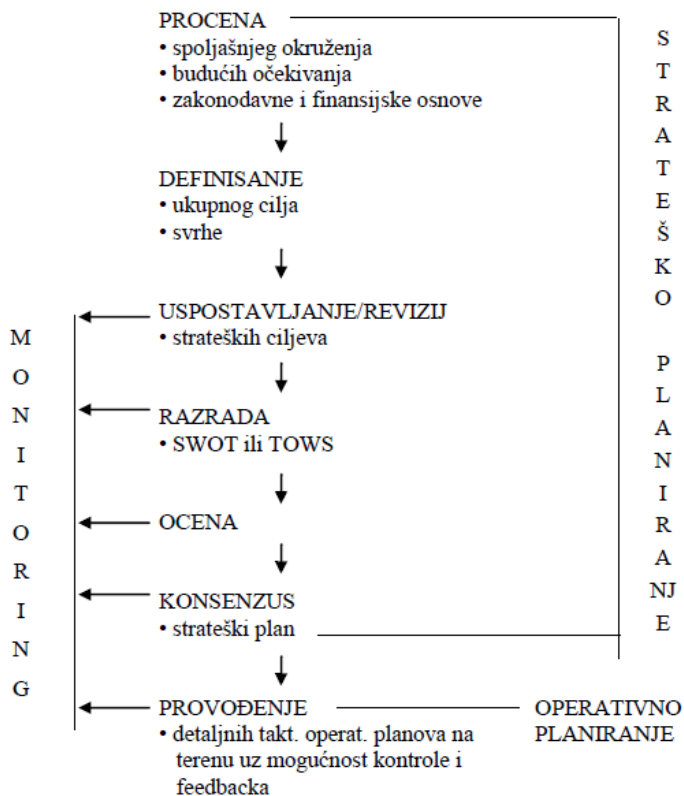 PROCENA
• spoljašnjeg okruženja
• budućih očekivanja
• zakonodavne i finansijske osnove
DEFINISANJE
• ukupnog cilja
• svrhe
USPOSTAVLJANJE/REVIZIJ
• strateških ciljeva
RAZRADA
• SWOT ili TOWS
OCENA
KONSENZUS
• strateški plan
PROVOĐENJE
• detaljnih takt. operat. planova na
terenu uz mogućnost kontrole i
feedbacka
OPERATIVNO
PLANIRANJE
M
O
N
I
T
O
R
I
N
G
S
T
R
A
T
E
Š
K
O
P
L
A
N
I
R
A
NJ
E